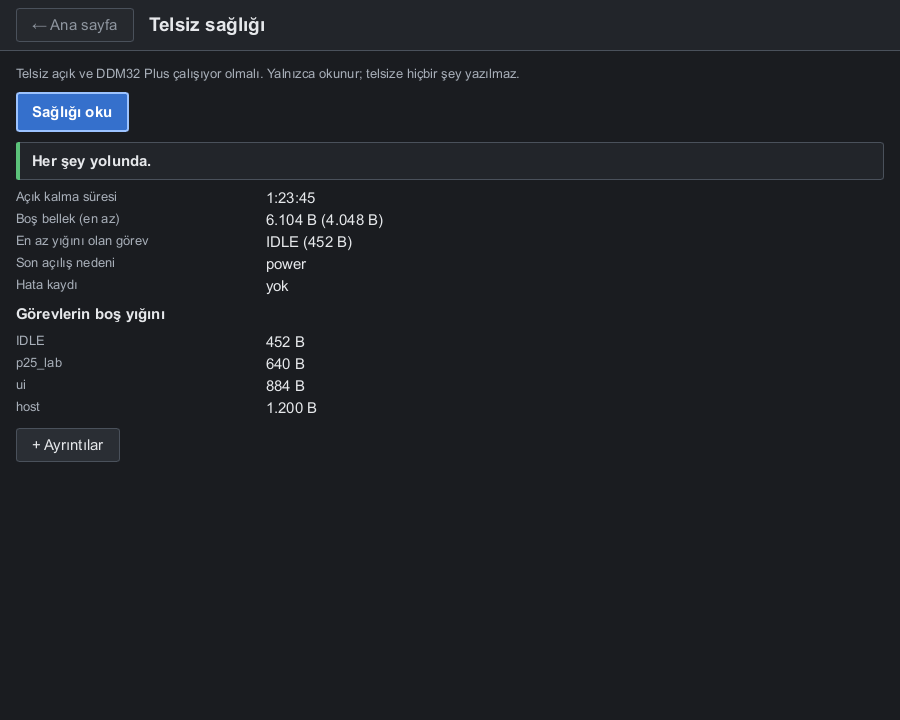 ← Ana sayfa
Telsiz sağlığı
Telsiz açık ve DDM32 Plus çalışıyor olmalı. Yalnızca okunur; telsize hiçbir şey yazılmaz.
Sağlığı oku
Her şey yolunda.
Açık kalma süresi 1:23:45
Boş bellek (en az) 6.104 B (4.048 B)
En az yığını olan görev IDLE (452 B)
Son açılış nedeni power
Hata kaydı yok
Görevlerin boş yığını
IDLE 452 B
p25_lab 640 B
ui 884 B
host 1.200 B
+ Ayrıntılar